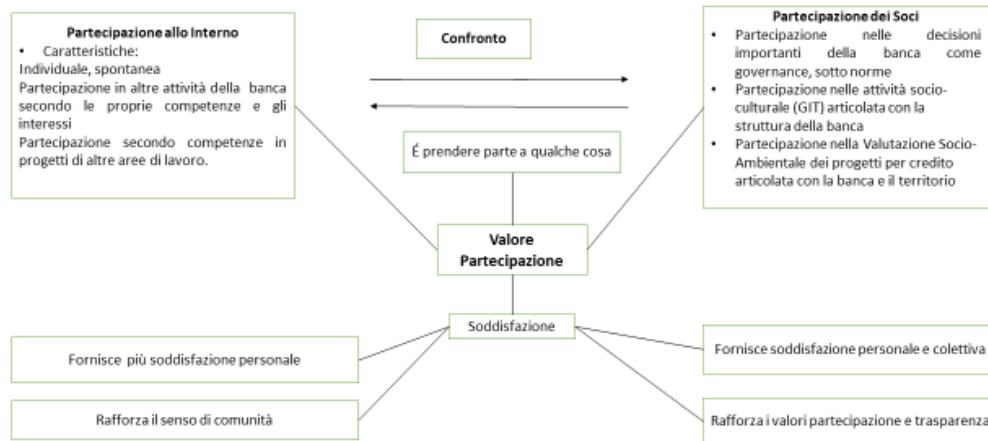 Partecipazione allo Interno
• Caratteristiche:
Individuale, spontanea
Partecipazione in altre attività della banca
secondo le proprie competenze e gli
interessi
Partecipazione secondo competenze in
progetti di altre aree di lavoro.
Confronto
Partecipazione dei Soci
• Partecipazione nelle decisioni
importanti della banca come
governance, sotto norme
• Partecipazione nelle attività socio-
culturale (GIT) articolata con la
struttura della banca
• Partecipazione nella Valutazione Socio-
Ambientale dei progetti per credito
articolata con la banca e il territorio
É prendere parte a qualche cosa
Valore
Partecipazione
Soddisfazione
Fornisce più soddisfazione personale
Rafforza il senso di comunità
Fornisce soddisfazione personale e collettiva
Rafforza i valori partecipazione e trasparenza